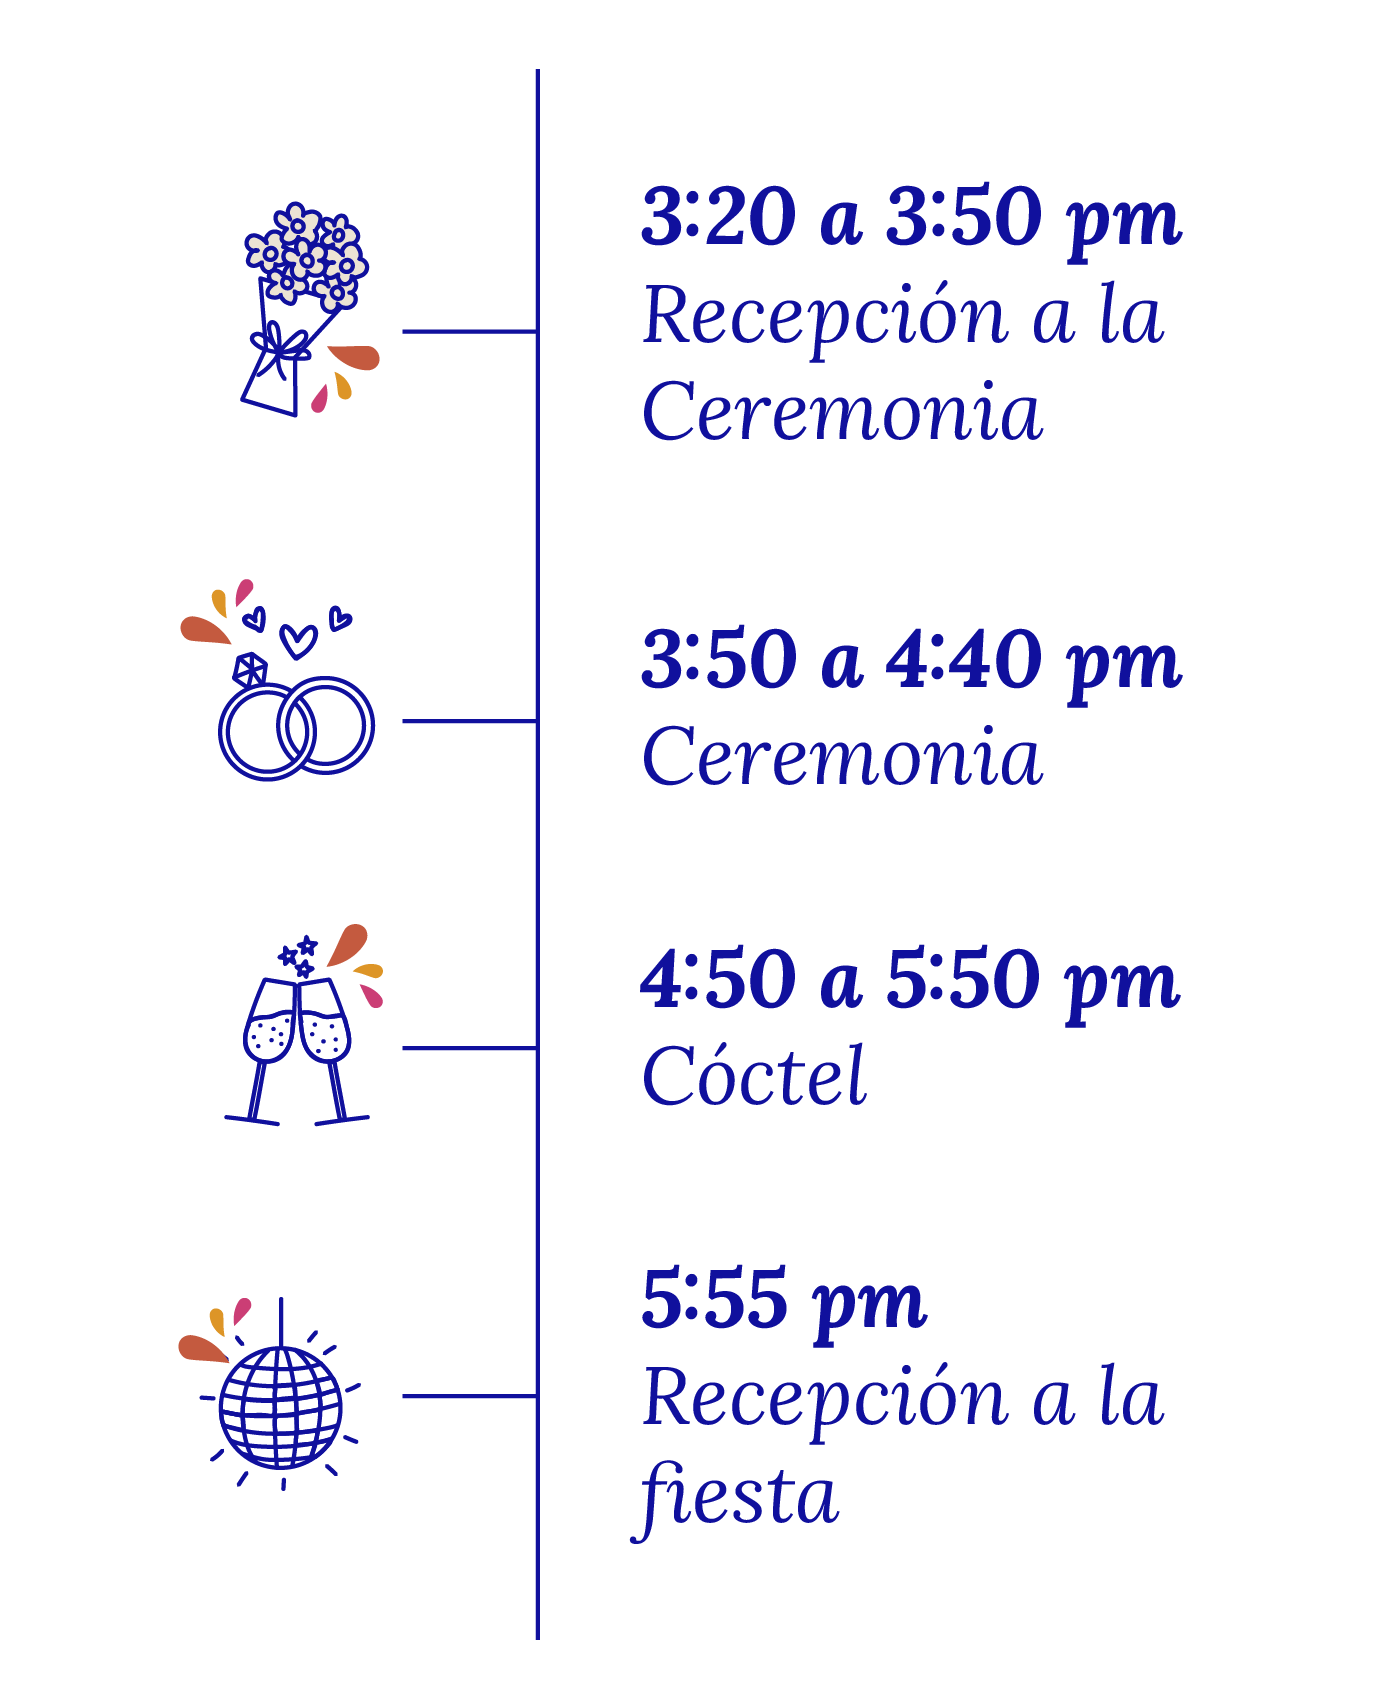 3:20 a 3:50 pm
Recepción a la
Ceremonia
3:50 a 4:40 pm
Ceremonia
4:50 a 5:50 pm
Cóctel
5:55 pm
Recepción a la
fiesta